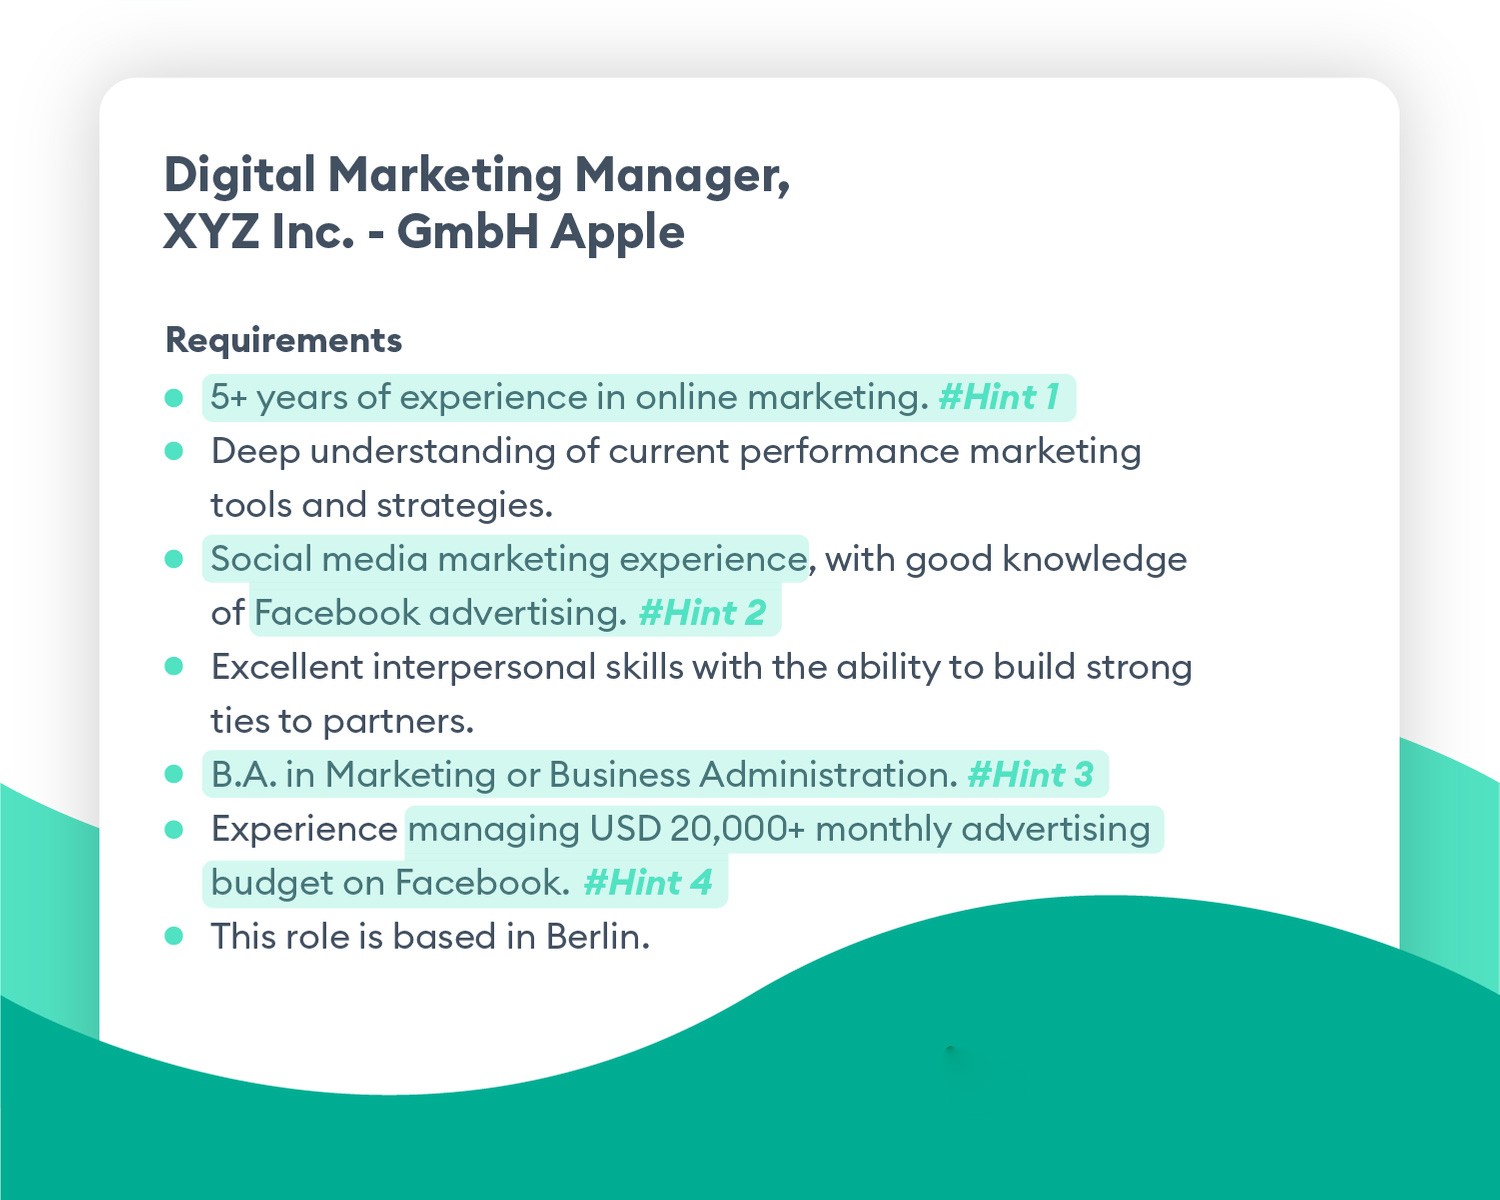 Digital Marketing Manager,
XYZ Inc. - GmbH Apple
Requirements
5+ years of experience in online marketing. #Hint 1
Deep understanding of current performance marketing
tools and strategies.
Social media marketing experience, with good knowledge
of Facebook advertising. #Hint 2
Excellent interpersonal skills with the ability to build strong
ties to partners.
B.A. in Marketing or Business Administration. #Hint 3
Experience managing USD 20,000+ monthly advertising
budget on Facebook. #Hint 4
This role is based in Berlin.